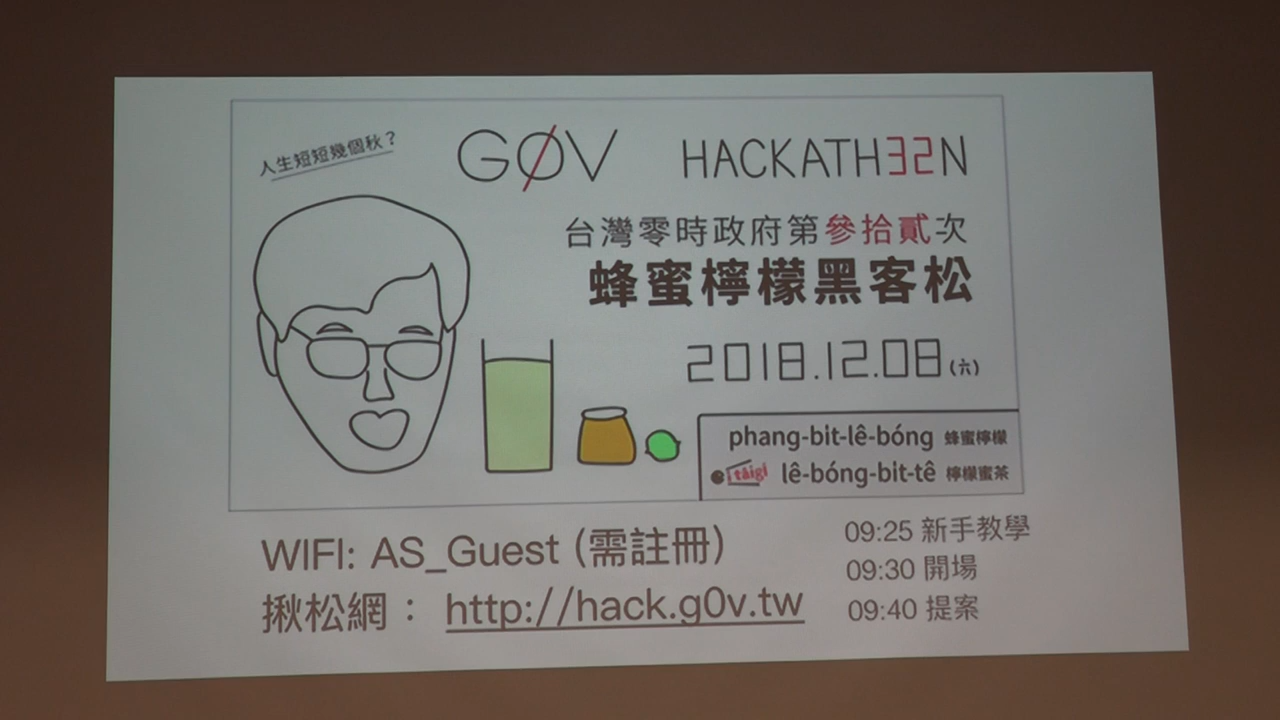 人生短短幾個秋？
G0V HACKATH32N
台灣零時政府第參拾貳次
蜂蜜檸檬黑客松
2018.12.08(六)
phang-bit-lê-bóng 蜂蜜檸檬
táigí lê-bóng-bit-tê 檸檬蜜茶
WIFI: AS_Guest (需註冊)
揪松網： http://hack.g0v.tw
09:25 新手教學
09:30 開場
09:40 提案